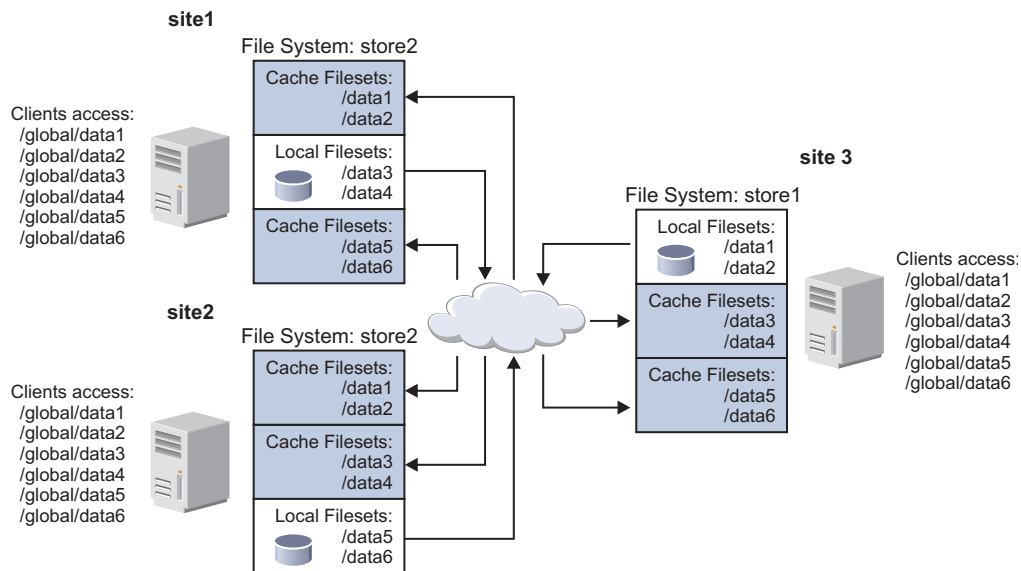 site1
File System: store2
Cache Filesets:
/data1
/data2
Local Filesets:
/data3
/data4
Cache Filesets:
/data5
/data6
Clients access:
/global/data1
/global/data2
/global/data3
/global/data4
/global/data5
/global/data6
site2
File System: store2
Cache Filesets:
/data1
/data2
Cache Filesets:
/data3
/data4
Local Filesets:
/data5
/data6
Clients access:
/global/data1
/global/data2
/global/data3
/global/data4
/global/data5
/global/data6
site 3
File System: store1
Local Filesets:
/data1
/data2
Cache Filesets:
/data3
/data4
Cache Filesets:
/data5
/data6
Clients access:
/global/data1
/global/data2
/global/data3
/global/data4
/global/data5
/global/data6